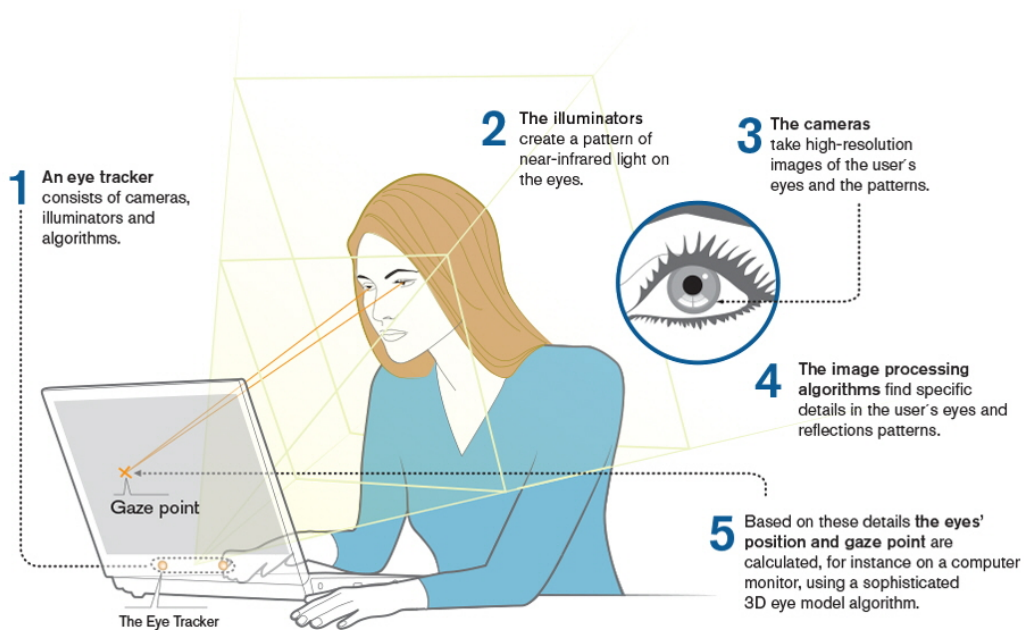 1
An eye tracker
consists of cameras,
illuminators and
algorithms.
2
The illuminators
create a pattern of
near-infrared light on
the eyes.
3
The cameras
take high-resolution
images of the user´s
eyes and the patterns.
4
The image processing
algorithms find specific
details in the user´s eyes and
reflections patterns.
5
Based on these details the eyes’
position and gaze point are
calculated, for instance on a computer
monitor, using a sophisticated
3D eye model algorithm.
Gaze point
The Eye Tracker